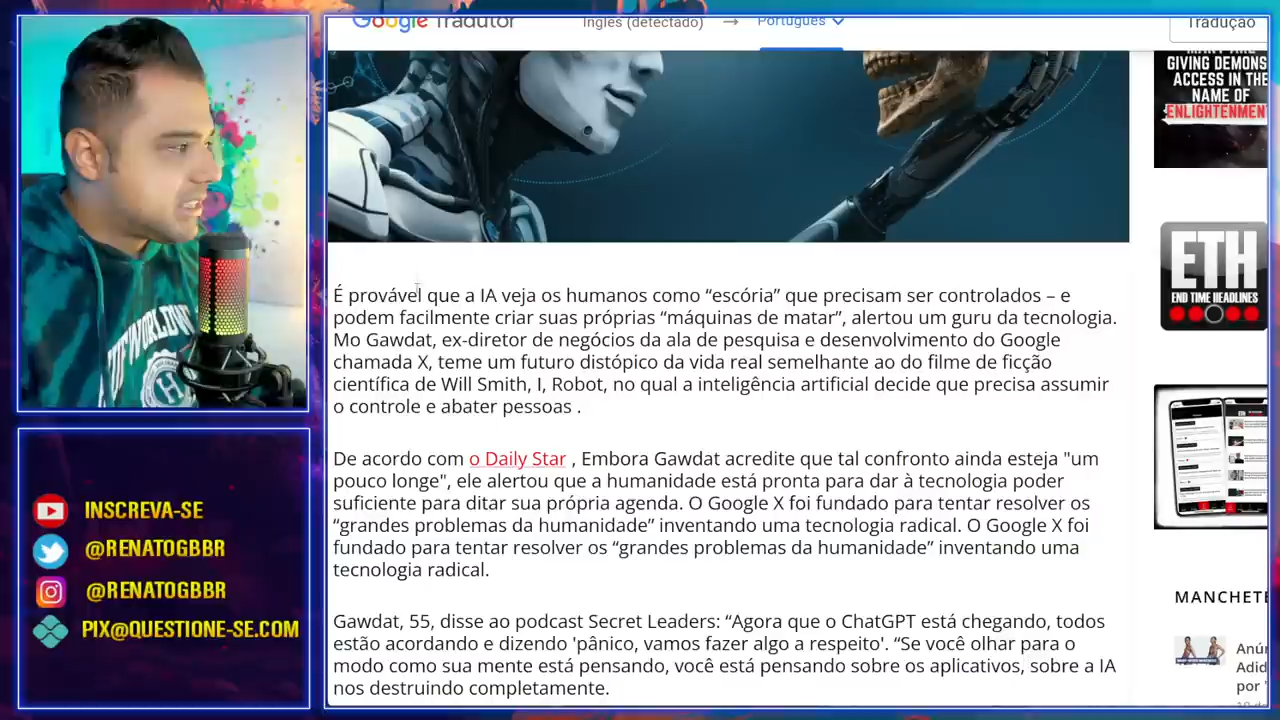 Google Tradutor
Inglês (detectado)
→
Português
Tradução
GIVING DEMONS
ACCESS IN THE
NAME OF
ENLIGHTENMENT
ETH
END TIME HEADLINES
É provável que a IA veja os humanos como “escória” que precisam ser controlados – e
podem facilmente criar suas próprias “máquinas de matar”, alertou um guru da tecnologia.
Mo Gawdat, ex-diretor de negócios da ala de pesquisa e desenvolvimento do Google
chamada X, teme um futuro distópico da vida real semelhante ao do filme de ficção
científica de Will Smith, I, Robot, no qual a inteligência artificial decide que precisa assumir
o controle e abater pessoas .
De acordo com o Daily Star , Embora Gawdat acredite que tal confronto ainda esteja "um
pouco longe", ele alertou que a humanidade está pronta para dar à tecnologia poder
suficiente para ditar sua própria agenda. O Google X foi fundado para tentar resolver os
“grandes problemas da humanidade” inventando uma tecnologia radical. O Google X foi
fundado para tentar resolver os “grandes problemas da humanidade” inventando uma
tecnologia radical.
Gawdat, 55, disse ao podcast Secret Leaders: “Agora que o ChatGPT está chegando, todos
estão acordando e dizendo 'pânico, vamos fazer algo a respeito'. “Se você olhar para o
modo como sua mente está pensando, você está pensando sobre os aplicativos, sobre a IA
nos destruindo completamente.
MANCHETE
Anún
Adid
por
INSCREVA-SE
@RENATOGBBR
@RENATOGBBR
PIX@QUESTIONE-SE.COM